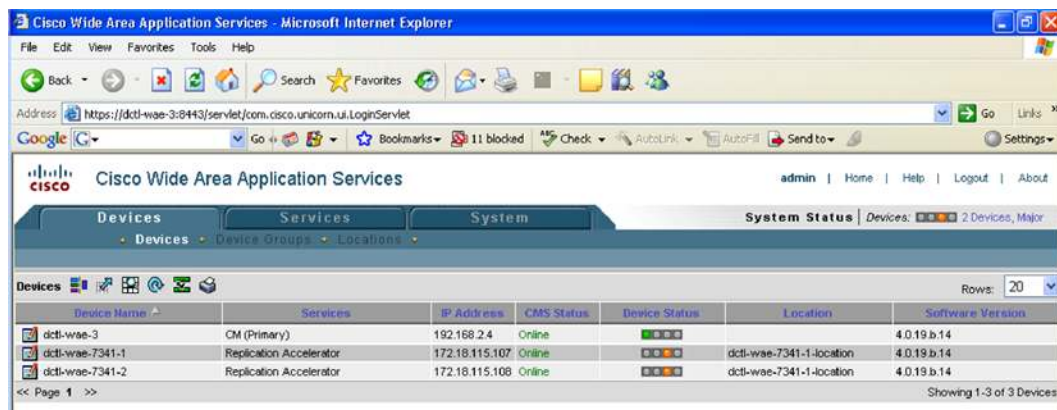 Cisco Wide Area Application Services - Microsoft Internet Explorer
File Edit View Favorites Tools Help
Back Search Favorites
Address https://dctl-wae-3:8443/servlet/com.cisco.unicorn.ui.LoginServlet Go Links »
Google G Go Bookmarks 11 blocked ABC Check AutoLink AutoFill Send to Settings
CISCO Cisco Wide Area Application Services admin | Home | Help | Logout | About
Devices Services System System Status Devices: 2 Devices, Major
Devices Device Groups Locations
Devices Rows: 20
Device Name Services IP Address CMS Status Device Status Location Software Version
dctl-wae-3 CM (Primary) 192.168.2.4 Online 4.0.19.b.14
dctl-wae-7341-1 Replication Accelerator 172.18.115.107 Online dctl-wae-7341-1-location 4.0.19.b.14
dctl-wae-7341-2 Replication Accelerator 172.18.115.108 Online dctl-wae-7341-1-location 4.0.19.b.14
<< Page 1 >> Showing 1-3 of 3 Devices